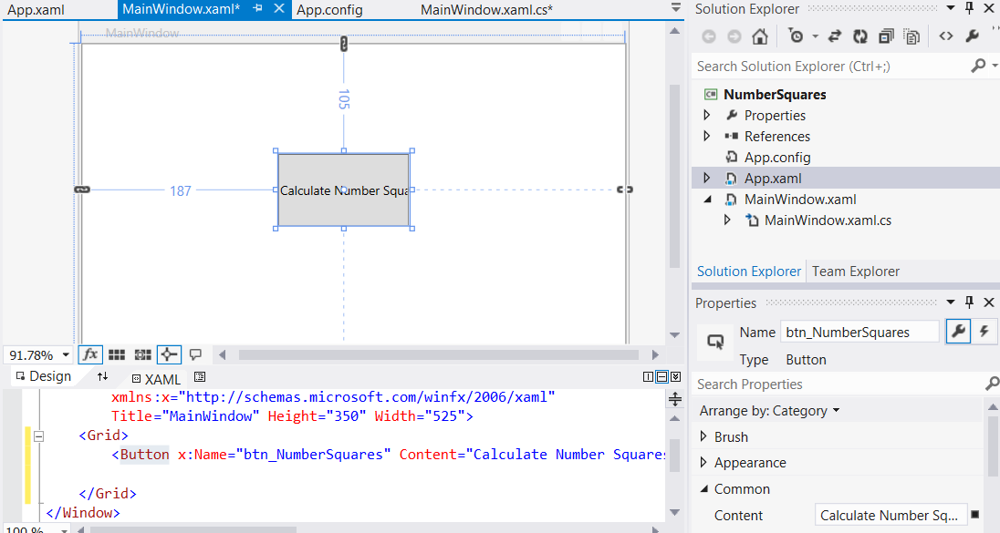 App.xaml
MainWindow.xaml*
App.config
MainWindow.xaml.cs*
MainWindow
105
187
Calculate Number Squa
91.78%
fx
Design
XAML
xmlns:x="http://schemas.microsoft.com/winfx/2006/xaml"
Title="MainWindow" Height="350" Width="525">
<Grid>
<Button x:Name="btn_NumberSquares" Content="Calculate Number Squares
</Grid>
</Window>
100 %
Solution Explorer
Search Solution Explorer (Ctrl+;)
C# NumberSquares
Properties
References
App.config
App.xaml
MainWindow.xaml
MainWindow.xaml.cs
Solution Explorer
Team Explorer
Properties
Name btn_NumberSquares
Type Button
Search Properties
Arrange by: Category
Brush
Appearance
Common
Content Calculate Number Sq...